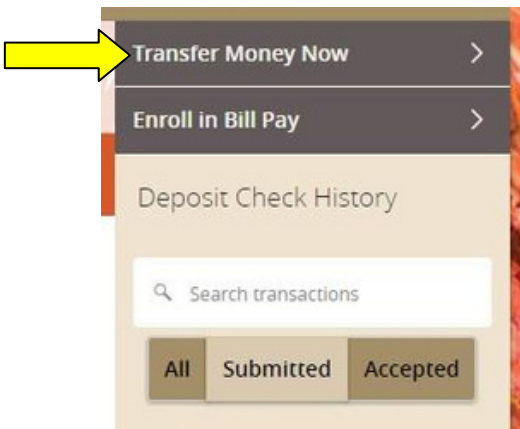 Transfer Money Now
Enroll in Bill Pay
Deposit Check History
Search transactions
All Submitted Accepted